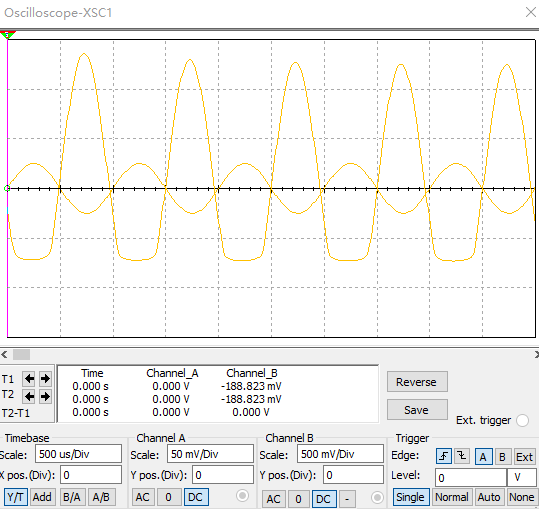 Oscilloscope-XSC1
T1
T2
T2-T1
Time Channel_A Channel_B
0.000 s 0.000 V -188.823 mV
0.000 s 0.000 V -188.823 mV
0.000 s 0.000 V 0.000 V
Reverse
Save
Ext. trigger
Timebase
Scale: 500 us/Div
X pos.(Div): 0
Y/T Add B/A A/B
Channel A
Scale: 50 mV/Div
Y pos.(Div): 0
AC 0 DC
Channel B
Scale: 500 mV/Div
Y pos.(Div): 0
AC 0 DC -
Trigger
Edge: A B Ext
Level: 0 V
Single Normal Auto None